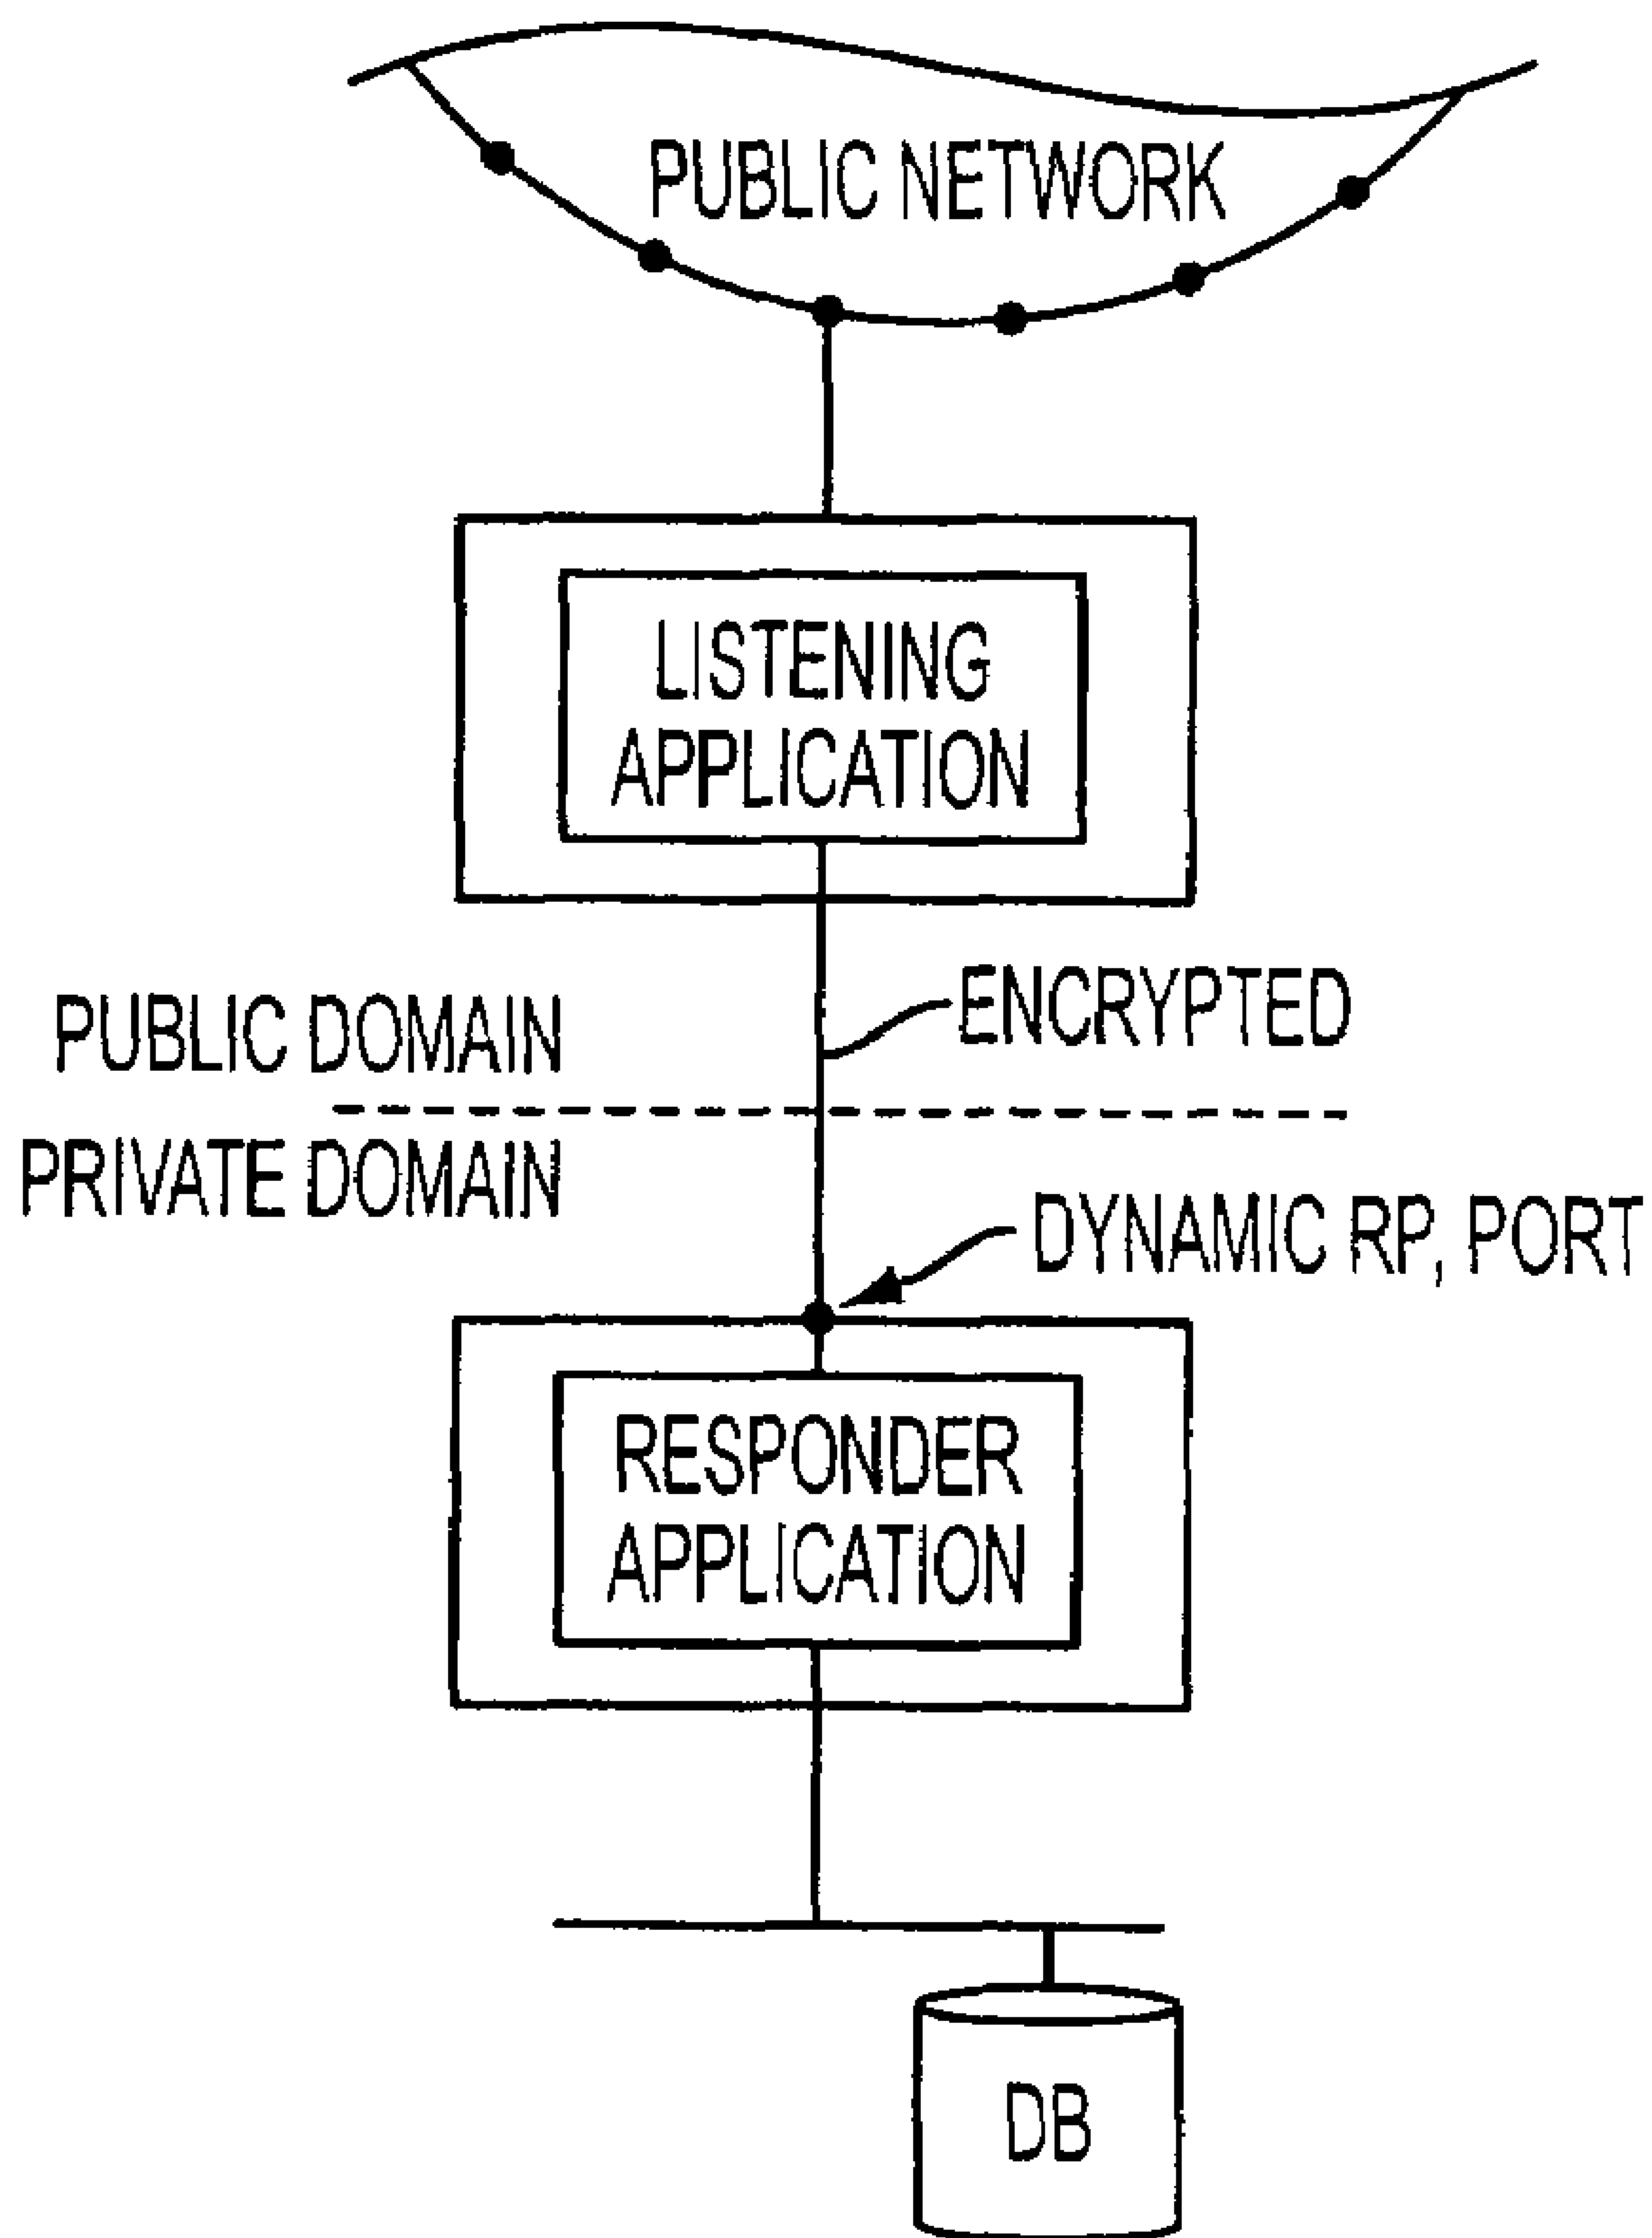 PUBLIC NETWORK
LISTENING
APPLICATION
ENCRYPTED
PUBLIC DOMAIN
PRIVATE DOMAIN
DYNAMIC RP, PORT
RESPONDER
APPLICATION
DB